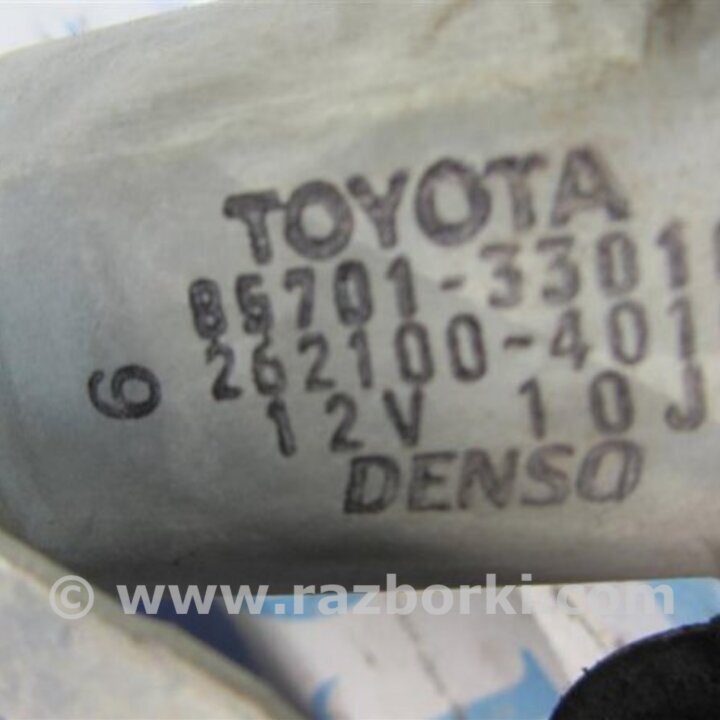 TOYOTA
85701-3301
262100-401
6
12V 10J
DENSO
© www.razborki.com